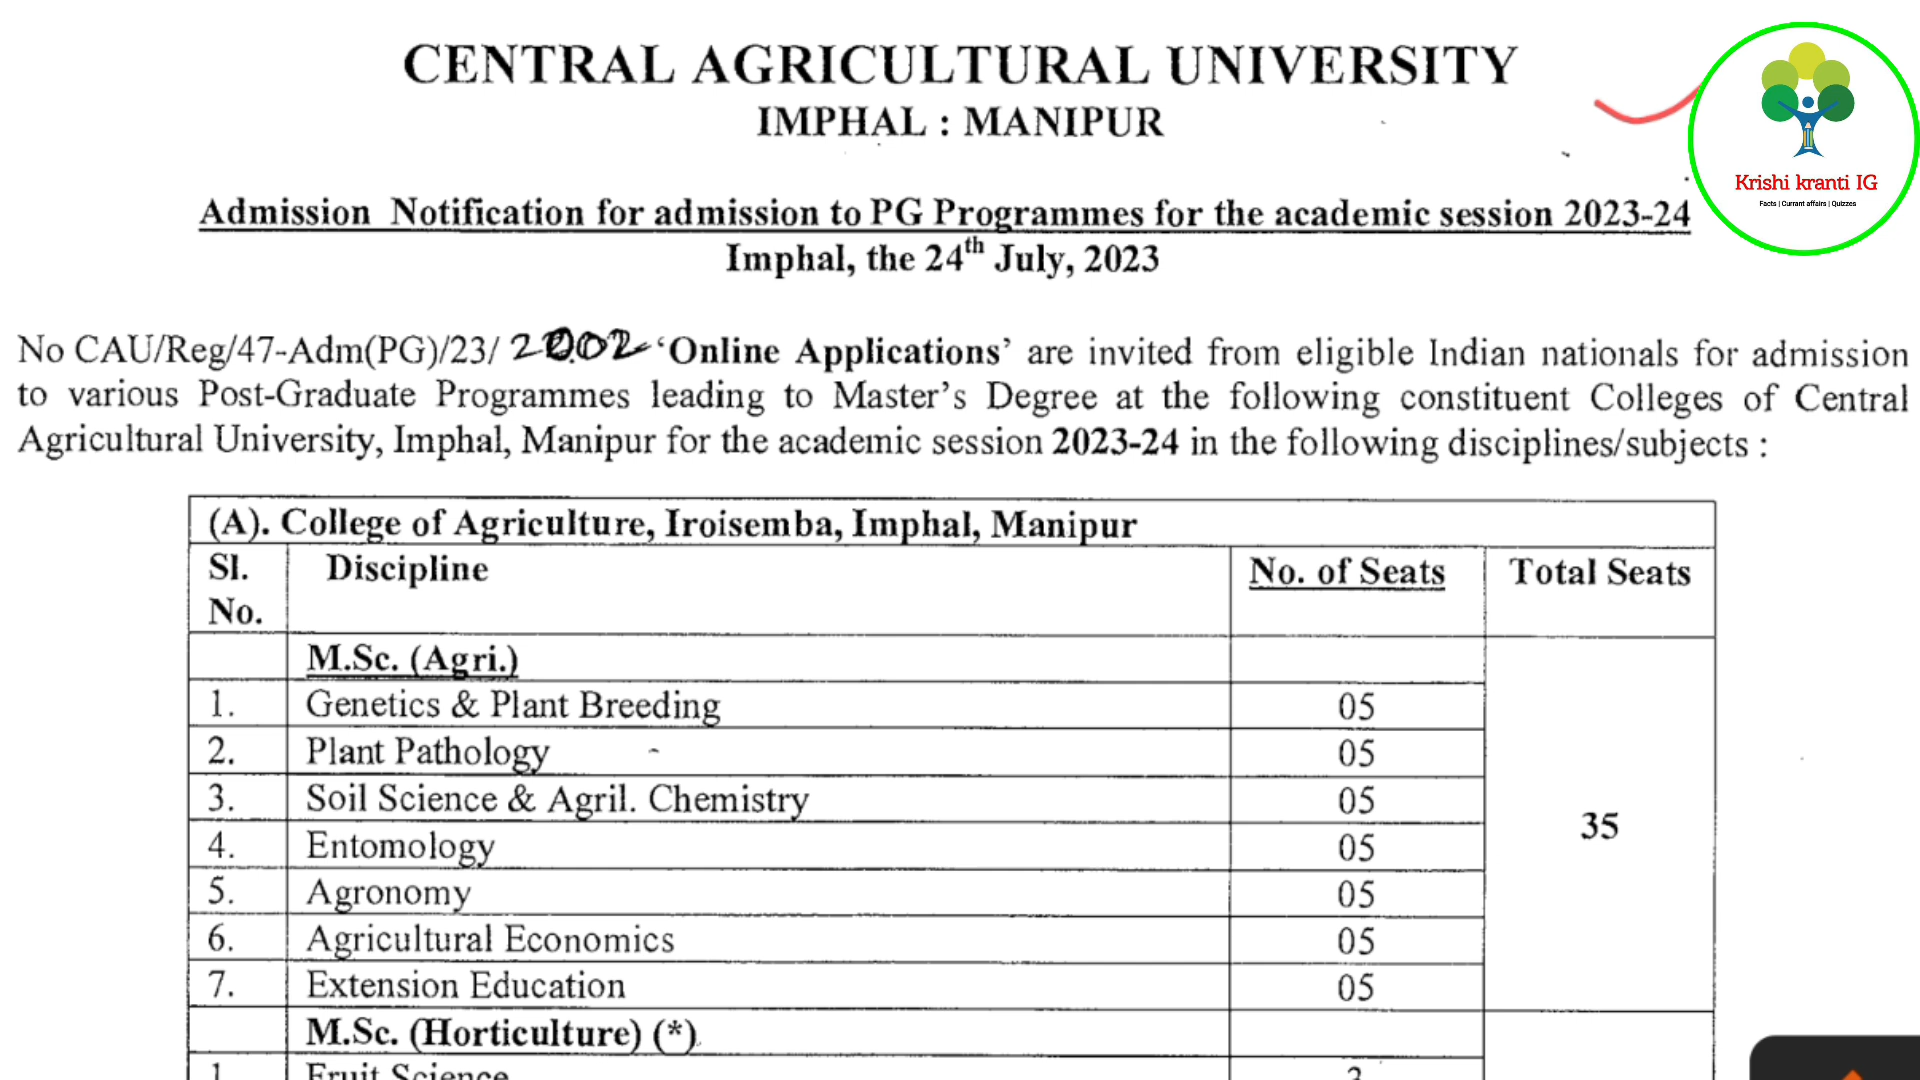 CENTRAL AGRICULTURAL UNIVERSITY
IMPHAL : MANIPUR
Krishi kranti IG
Facts | Currant affairs | Quizzes
Admission Notification for admission to PG Programmes for the academic session 2023-24
Imphal, the 24th July, 2023
No CAU/Reg/47-Adm(PG)/23/ 2002 ‘Online Applications’ are invited from eligible Indian nationals for admission
to various Post-Graduate Programmes leading to Master’s Degree at the following constituent Colleges of Central
Agricultural University, Imphal, Manipur for the academic session 2023-24 in the following disciplines/subjects :
(A). College of Agriculture, Iroisemba, Imphal, Manipur
Sl. No. Discipline No. of Seats Total Seats
M.Sc. (Agri.)
1. Genetics & Plant Breeding 05
2. Plant Pathology 05
3. Soil Science & Agril. Chemistry 05
35
4. Entomology 05
5. Agronomy 05
6. Agricultural Economics 05
7. Extension Education 05
M.Sc. (Horticulture) (*)
1. Fruit Science 3